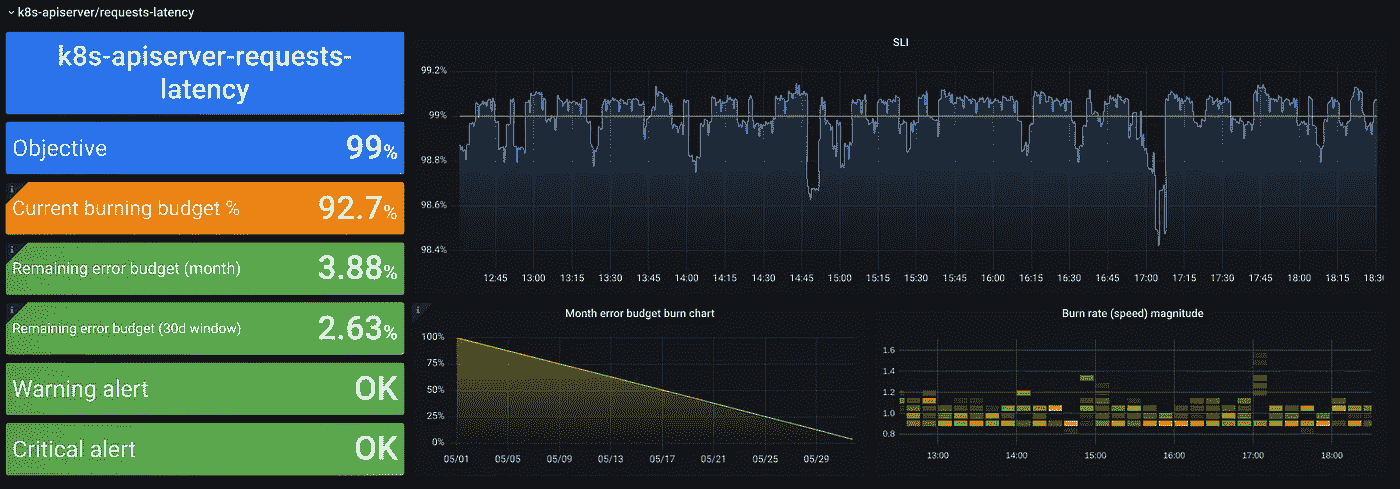 k8s-apiserver/requests-latency
k8s-apiserver-requests-
latency
Objective 99%
i
Current burning budget % 92.7%
i
Remaining error budget (month) 3.88%
i
Remaining error budget (30d window) 2.63%
Warning alert OK
Critical alert OK
SLI
99.2%
99%
98.8%
98.6%
98.4%
12:45 13:00 13:15 13:30 13:45 14:00 14:15 14:30 14:45 15:00 15:15 15:30 15:45 16:00 16:15 16:30 16:45 17:00 17:15 17:30 17:45 18:00 18:15 18:30
i
Month error budget burn chart
100%
75%
50%
25%
0%
05/01 05/05 05/09 05/13 05/17 05/21 05/25 05/29
Burn rate (speed) magnitude
1.6
1.4
1.2
1.0
0.8
13:00 14:00 15:00 16:00 17:00 18:00